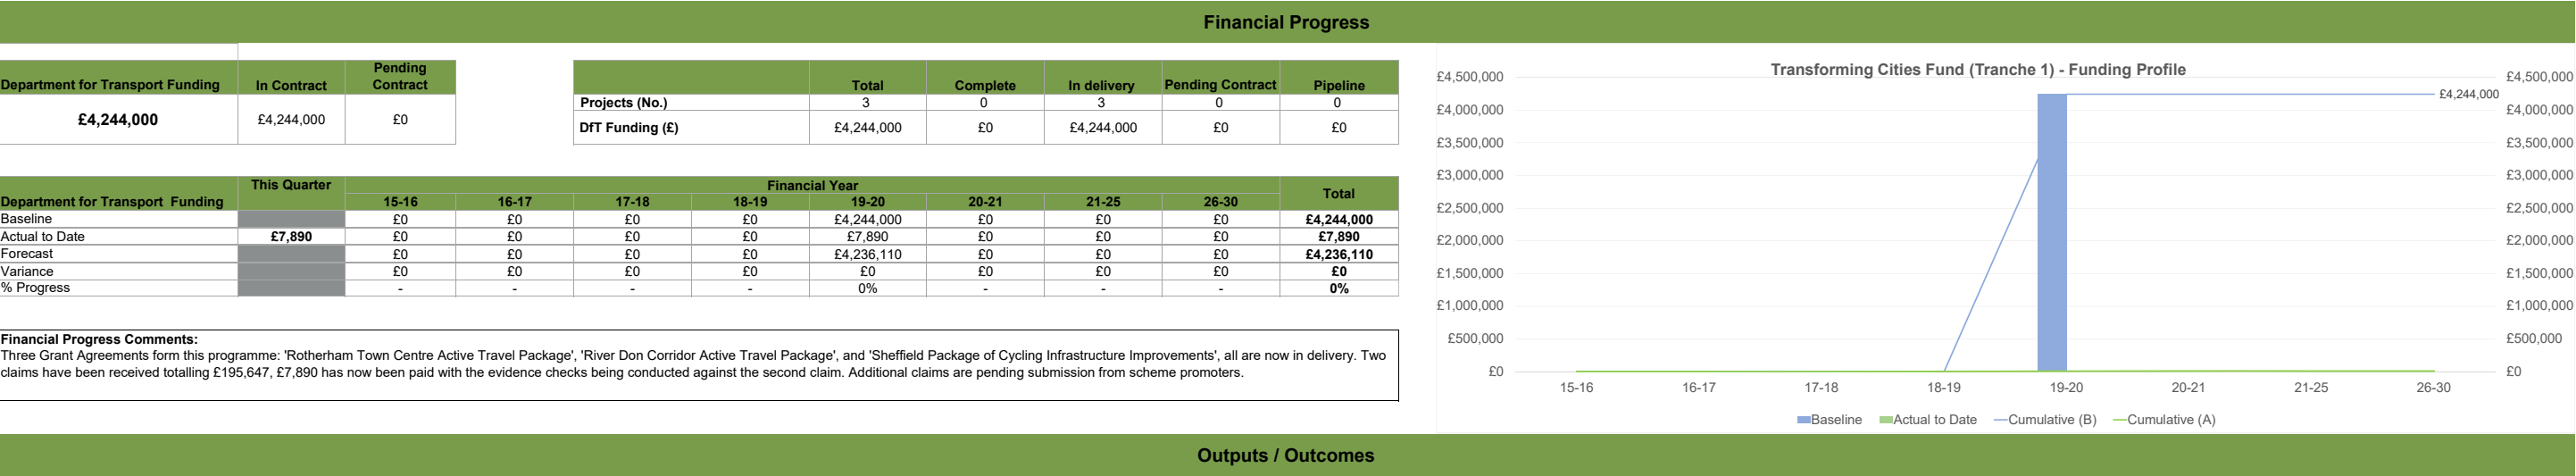 Financial Progress
Department for Transport Funding In Contract Pending Contract
£4,244,000 £4,244,000 £0
Total Complete In delivery Pending Contract Pipeline
Projects (No.) 3 0 3 0 0
DfT Funding (£) £4,244,000 £0 £4,244,000 £0 £0
Department for Transport  Funding This Quarter Financial Year Total
15-16 16-17 17-18 18-19 19-20 20-21 21-25 26-30
Baseline £0 £0 £0 £0 £4,244,000 £0 £0 £0 £4,244,000
Actual to Date £7,890 £0 £0 £0 £0 £7,890 £0 £0 £0 £7,890
Forecast £0 £0 £0 £0 £4,236,110 £0 £0 £0 £4,236,110
Variance £0 £0 £0 £0 £0 £0 £0 £0 £0
% Progress - - - - 0% - - - 0%
Financial Progress Comments:
Three Grant Agreements form this programme: 'Rotherham Town Centre Active Travel Package', 'River Don Corridor Active Travel Package', and 'Sheffield Package of Cycling Infrastructure Improvements', all are now in delivery. Two
claims have been received totalling £195,647, £7,890 has now been paid with the evidence checks being conducted against the second claim. Additional claims are pending submission from scheme promoters.
Transforming Cities Fund (Tranche 1) - Funding Profile
£4,500,000 £4,500,000
£4,244,000
£4,000,000 £4,000,000
£3,500,000 £3,500,000
£3,000,000 £3,000,000
£2,500,000 £2,500,000
£2,000,000 £2,000,000
£1,500,000 £1,500,000
£1,000,000 £1,000,000
£500,000 £500,000
£0 £0
15-16 16-17 17-18 18-19 19-20 20-21 21-25 26-30
Baseline Actual to Date Cumulative (B) Cumulative (A)
Outputs / Outcomes